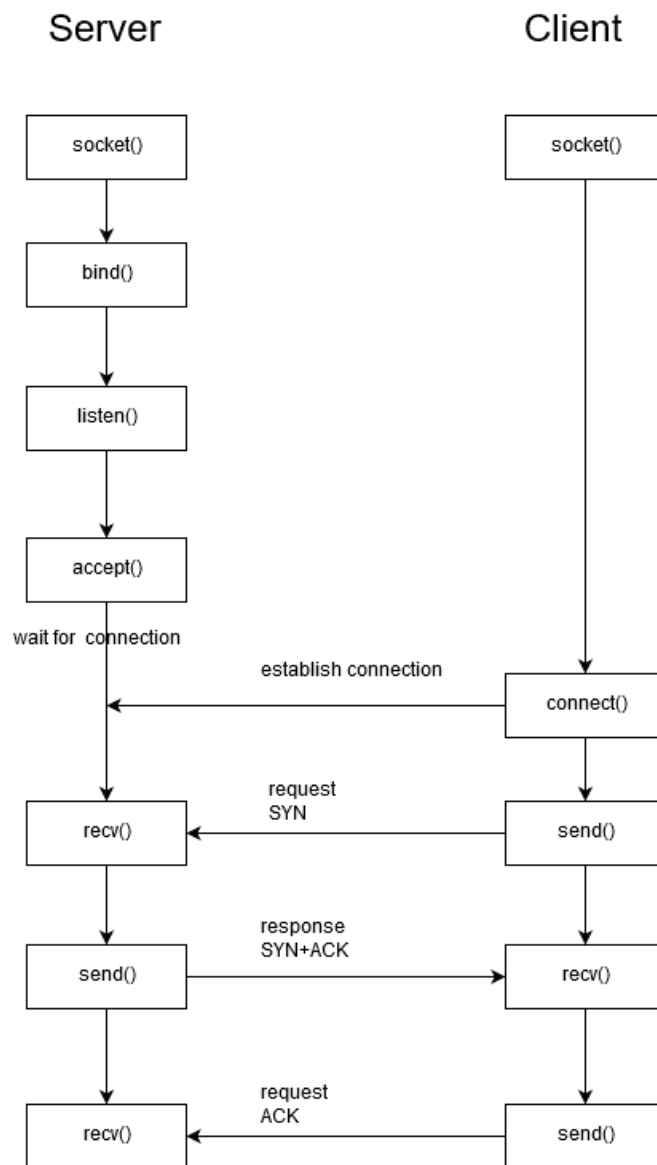 Server
Client
socket()
socket()
bind()
listen()
accept()
wait for connection
establish connection
connect()
request
SYN
recv()
send()
response
SYN+ACK
send()
recv()
request
ACK
recv()
send()